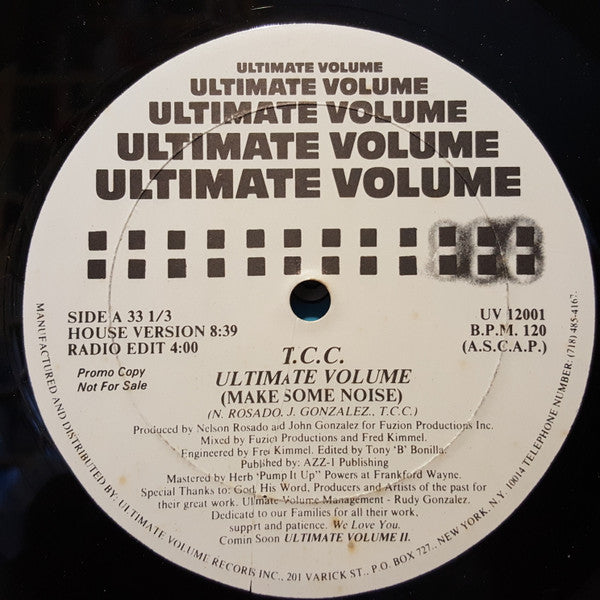 ULTIMATE VOLUME
ULTIMATE VOLUME
ULTIMATE VOLUME
ULTIMATE VOLUME
ULTIMATE VOLUME
SIDE A 33 1/3
HOUSE VERSION 8:39
RADIO EDIT 4:00
Promo Copy
Not For Sale
UV 12001
B.P.M. 120
(A.S.C.A.P.)
T.C.C.
ULTIMATE VOLUME
(MAKE SOME NOISE)
(N. ROSADO, J. GONZALEZ., T.C.C.)
Produced by Nelson Rosado and John Gonzalez for Fuzion Productions Inc.
Mixed by Fuzion Productions and Fred Kimmel.
Engineered by Fred Kimmel. Edited by Tony 'B' Bonilla.
Published by: AZZ-1 Publishing
Mastered by Herb "Pump It Up" Powers at Frankford Wayne.
Special Thanks to: God, His Word, Producers and Artists of the past for
their great work. Ultimate Volume Management - Rudy Gonzalez.
Dedicated to our Families for all their work,
support and patience. We Love You.
Comin Soon ULTIMATE VOLUME II.
MANUFACTURED AND DISTRIBUTED BY: ULTIMATE VOLUME RECORDS INC., 201 VARICK ST., P.O. BOX 727., NEW YORK, N.Y. 10014 TELEPHONE NUMBER: (718) 485-4167.